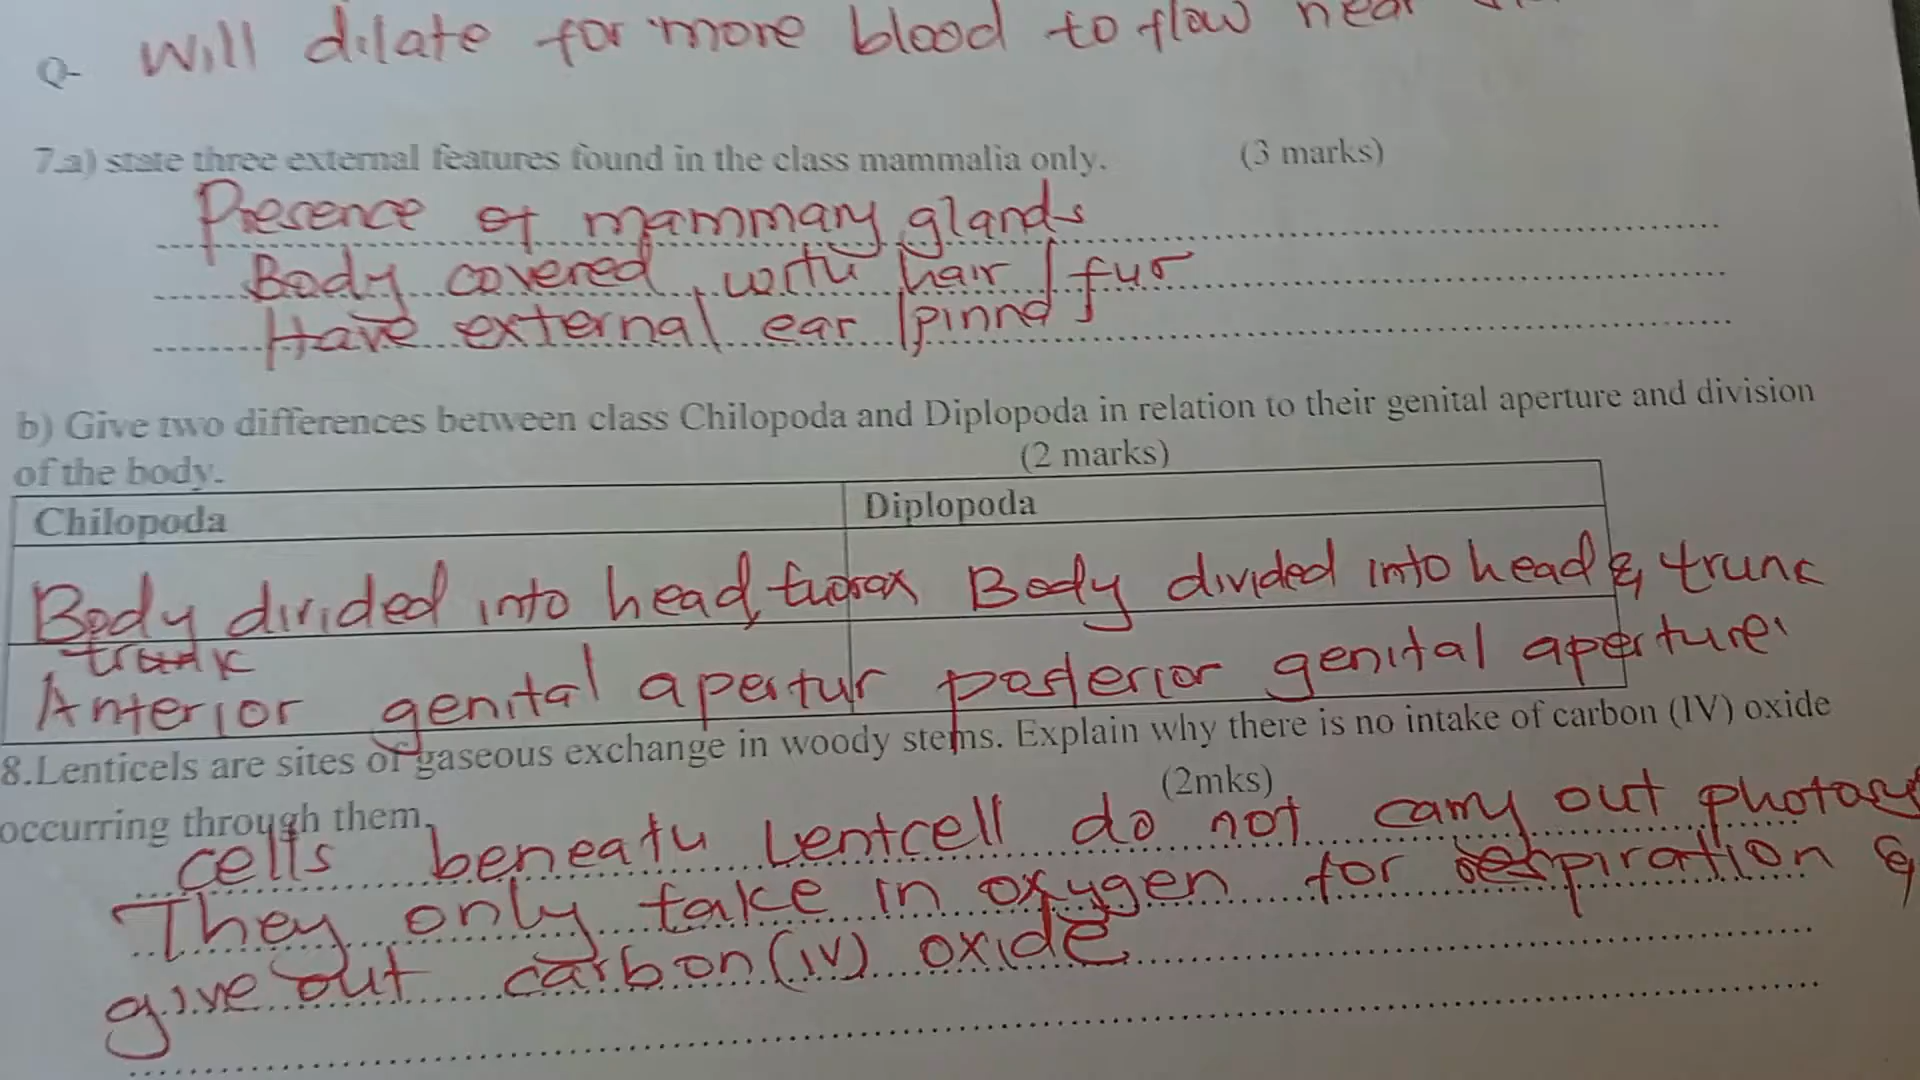 Q- Will dilate for more blood to flow near
7.a) state three external features found in the class mammalia only. (3 marks)
Presence of mammary glands
Body covered with hair / fur
Have external ear / pinna
b) Give two differences between class Chilopoda and Diplopoda in relation to their genital aperture and division
of the body. (2 marks)
Chilopoda Diplopoda
Body divided into head, Body divided into head & trunk
trunk
Anterior genital apertur posterior genital aperture
8.Lenticels are sites of gaseous exchange in woody stems. Explain why there is no intake of carbon (IV) oxide
occurring through them. (2mks)
cells beneath Lentcell do not carry out photosy
They only take in oxygen for respiration &
give out carbon (iv) oxide